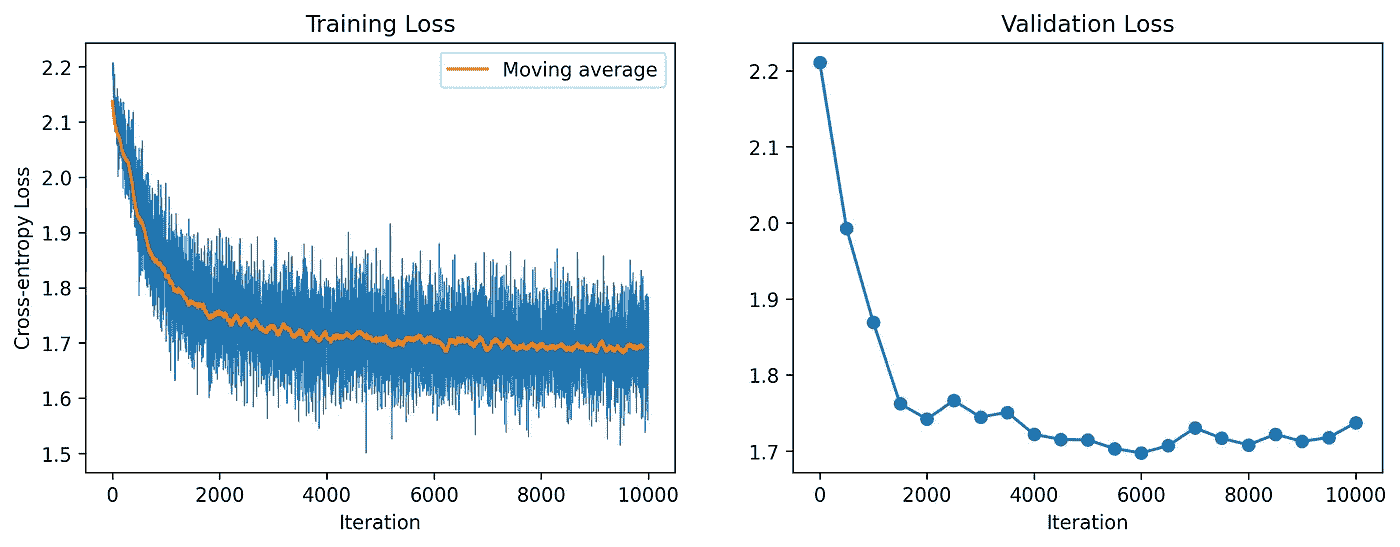 Training Loss
Moving average
Cross-entropy Loss
2.2
2.1
2.0
1.9
1.8
1.7
1.6
1.5
0 2000 4000 6000 8000 10000
Iteration
Validation Loss
2.2
2.1
2.0
1.9
1.8
1.7
0 2000 4000 6000 8000 10000
Iteration